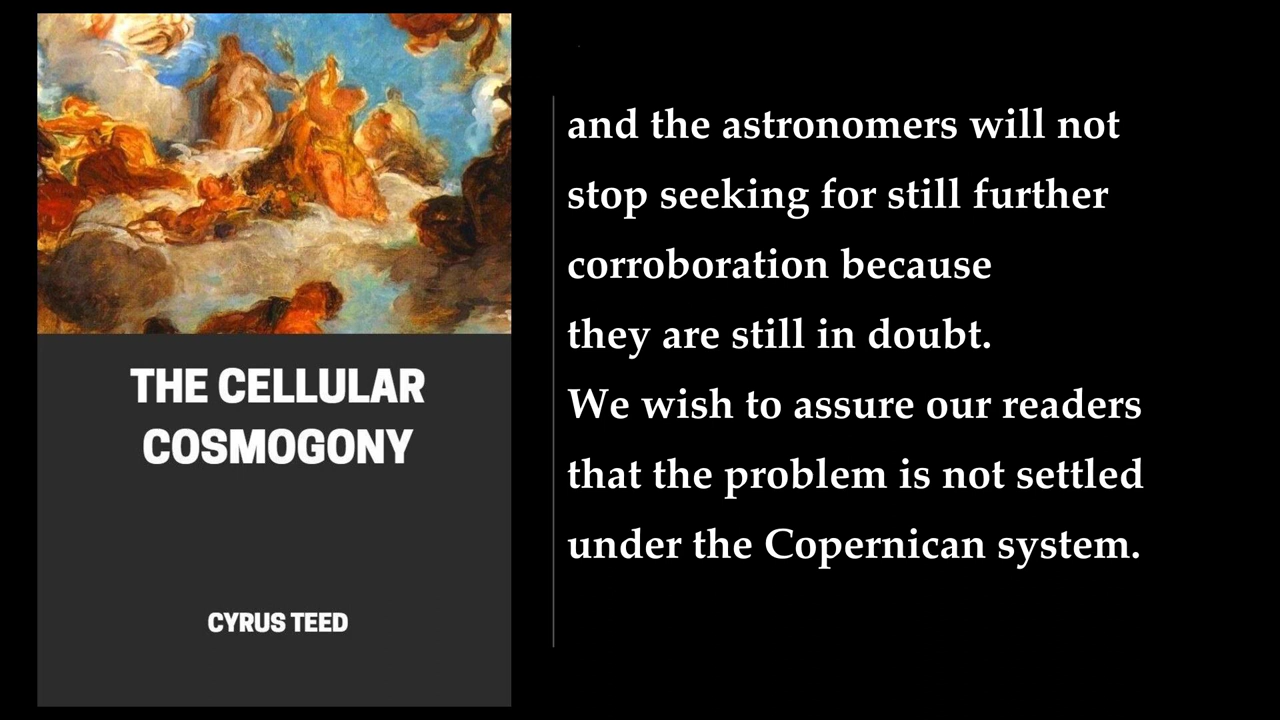 THE CELLULAR
COSMOGONY
CYRUS TEED
and the astronomers will not
stop seeking for still further
corroboration because
they are still in doubt.
We wish to assure our readers
that the problem is not settled
under the Copernican system.